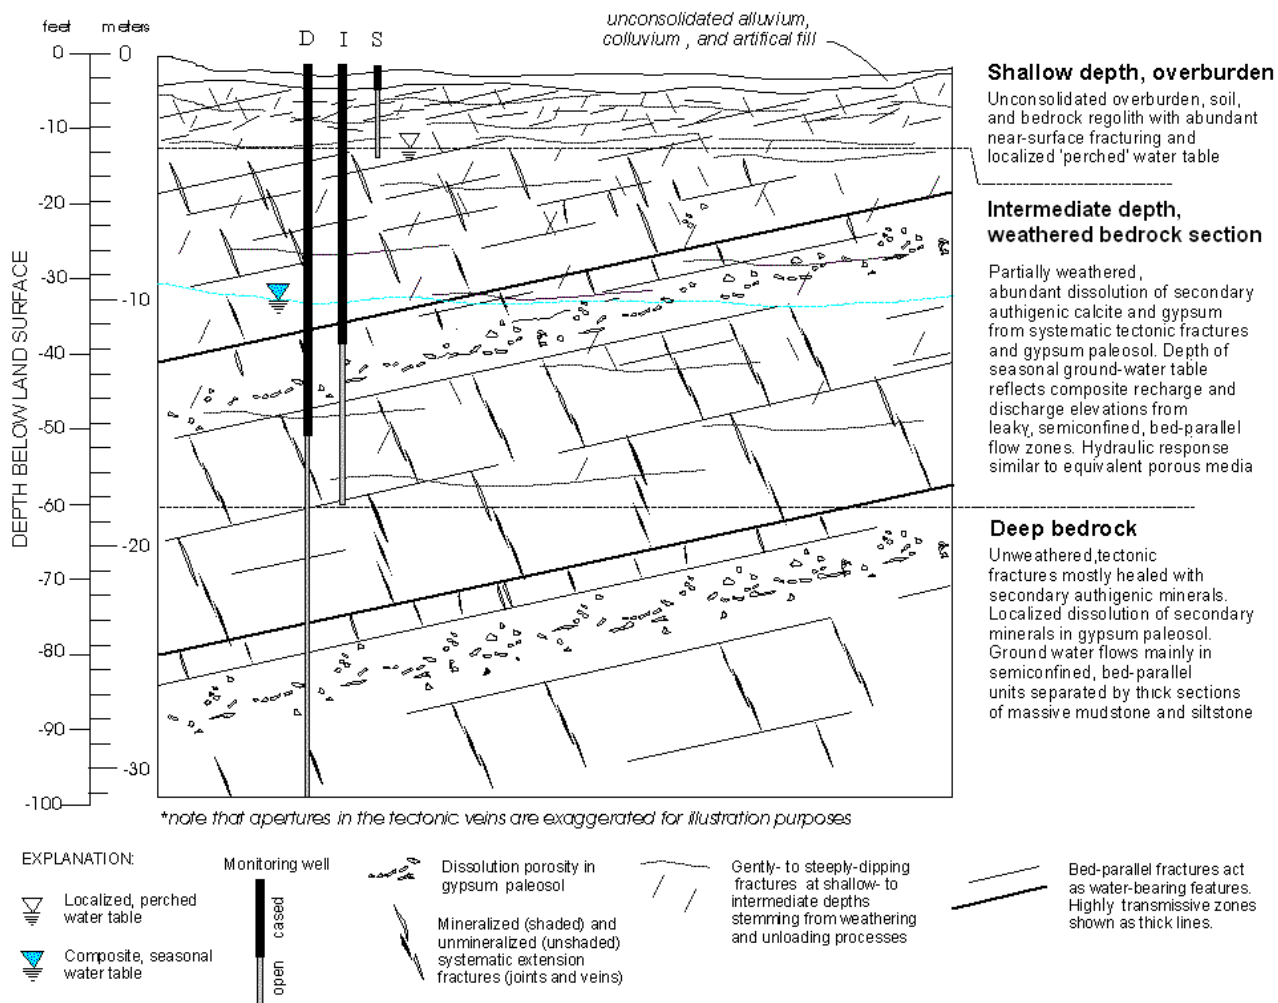 unconsolidated alluvium,
colluvium , and artifical fill
feet
meters
D I S
0
-10
-20
-30
-40
-50
-60
-70
-80
-90
-100
0
-10
-20
-30
DEPTH BELOW LAND SURFACE
Shallow depth, overburden
Unconsolidated overburden, soil,
and bedrock regolith with abundant
near-surface fracturing and
localized 'perched' water table
Intermediate depth,
weathered bedrock section
Partially weathered ,
abundant dissolution of secondary
authigenic calcite and gypsum
from systematic tectonic fractures
and gypsum paleosol. Depth of
seasonal ground-water table
reflects composite recharge and
discharge elevations from
leaky, semiconfined, bed-parallel
flow zones. Hydraulic response
similar to equivalent porous media
Deep bedrock
Unweathered,tectonic
fractures mostly healed with
secondary authigenic minerals.
Localized dissolution of secondary
minerals in gypsum paleosol.
Ground water flows mainly in
semiconfined, bed-parallel
units separated by thick sections
of massive mudstone and siltstone
*note that apertures in the tectonic veins are exaggerated for illustration purposes
EXPLANATION:
Localized, perched
water table
Composite, seasonal
water table
Monitoring well
cased
open
Dissolution porosity in
gypsum paleosol
Mineralized (shaded) and
unmineralized (unshaded)
systematic extension
fractures (joints and veins)
Gently- to steeply-dipping
fractures at shallow- to
intermediate depths
stemming from weathering
and unloading processes
Bed-parallel fractures act
as water-bearing features.
Highly transmissive zones
shown as thick lines.